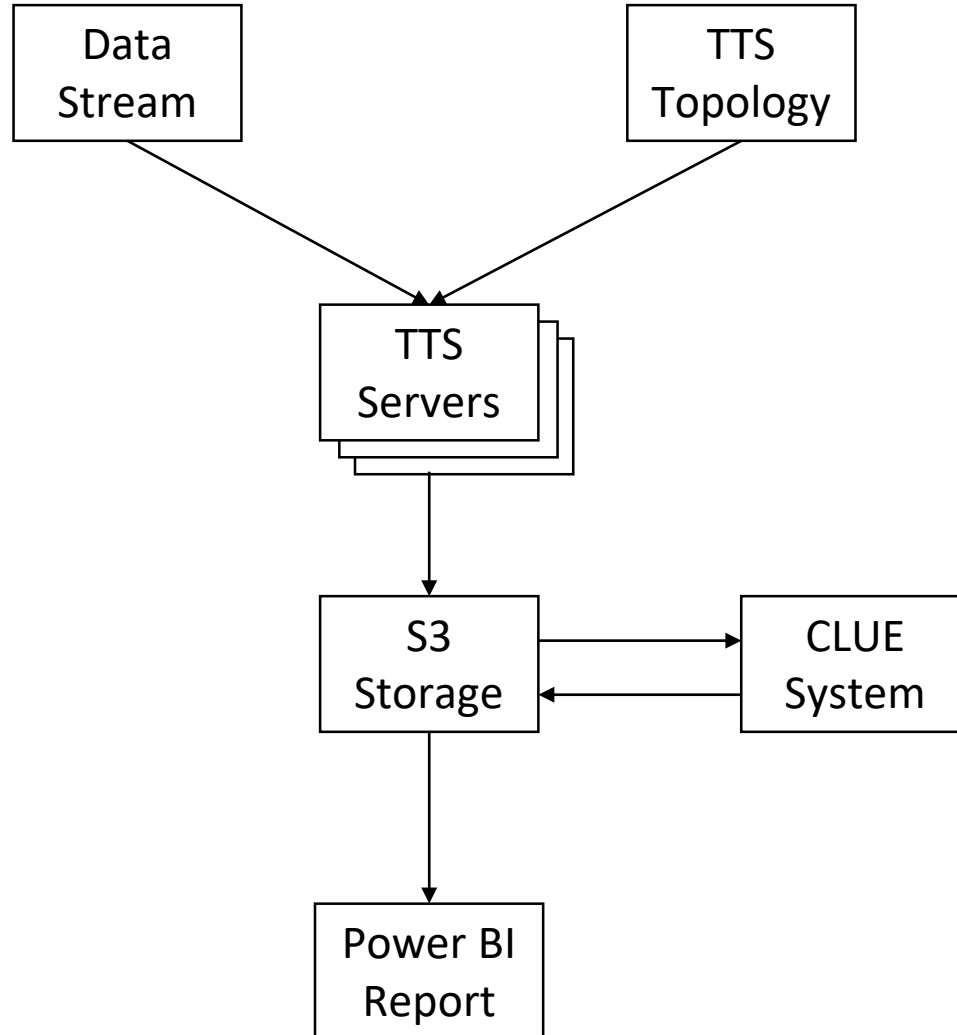 Data
Stream
TTS
Topology
TTS
Servers
S3
Storage
CLUE
System
Power BI
Report